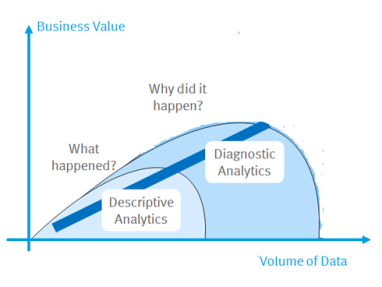 Business Value
Why did it
happen?
What
happened?
Diagnostic
Analytics
Descriptive
Analytics
Volume of Data